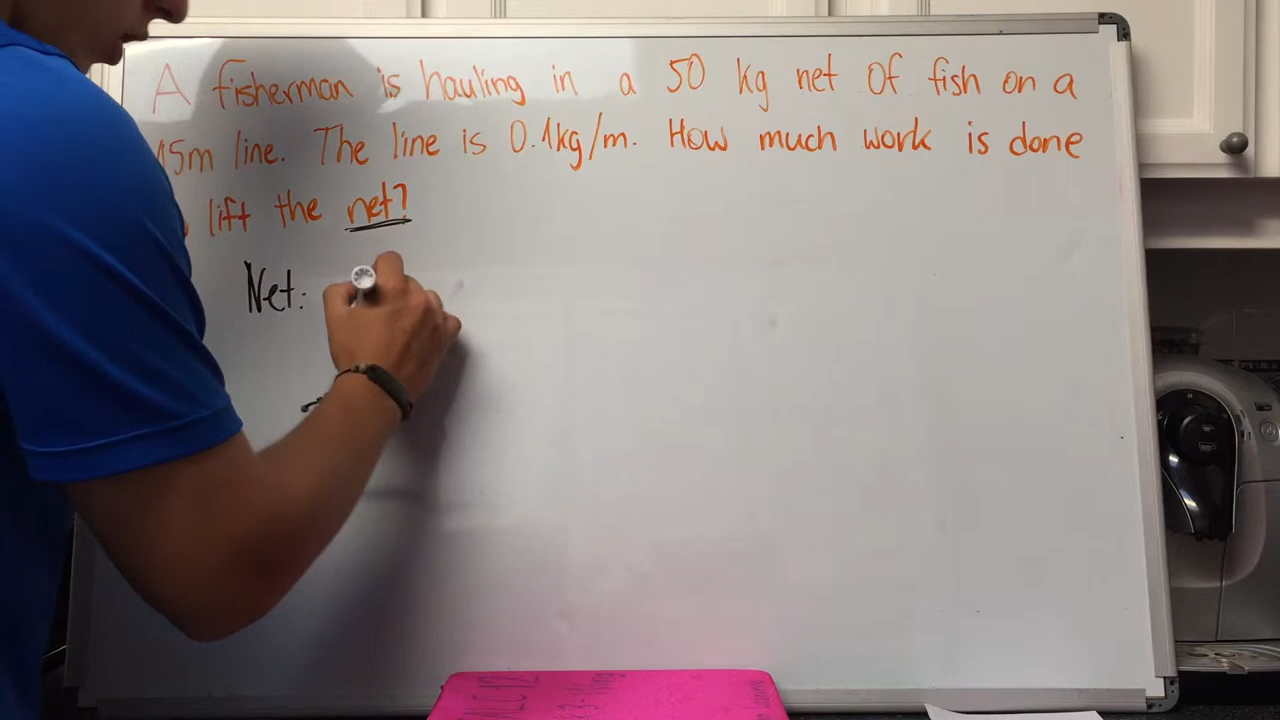 A fisherman is hauling in a 50 kg net of fish on a
15m line. The line is 0.1kg/m. How much work is done
lift the net?
Net: